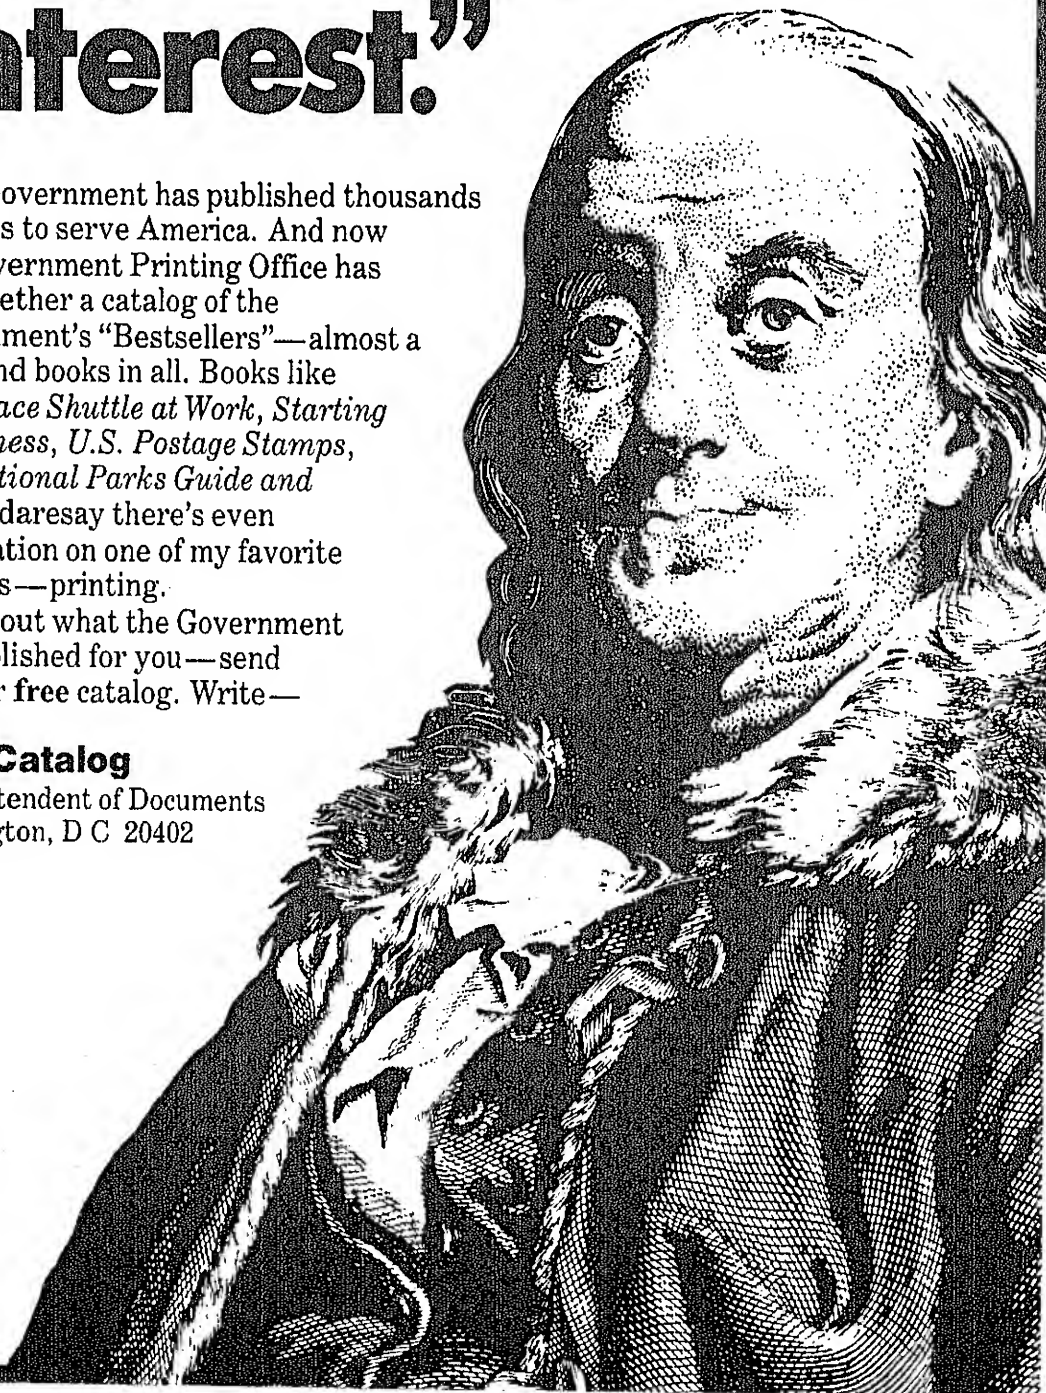 nterest.”
overnment has published thousands
s to serve America. And now
vernment Printing Office has
ether a catalog of the
ment's “Bestsellers”—almost a
nd books in all. Books like
ace Shuttle at Work, Starting
ness, U.S. Postage Stamps,
tional Parks Guide and
daresay there's even
ation on one of my favorite
s—printing.
out what the Government
lished for you—send
r free catalog. Write—
Catalog
tendent of Documents
gton, D C 20402